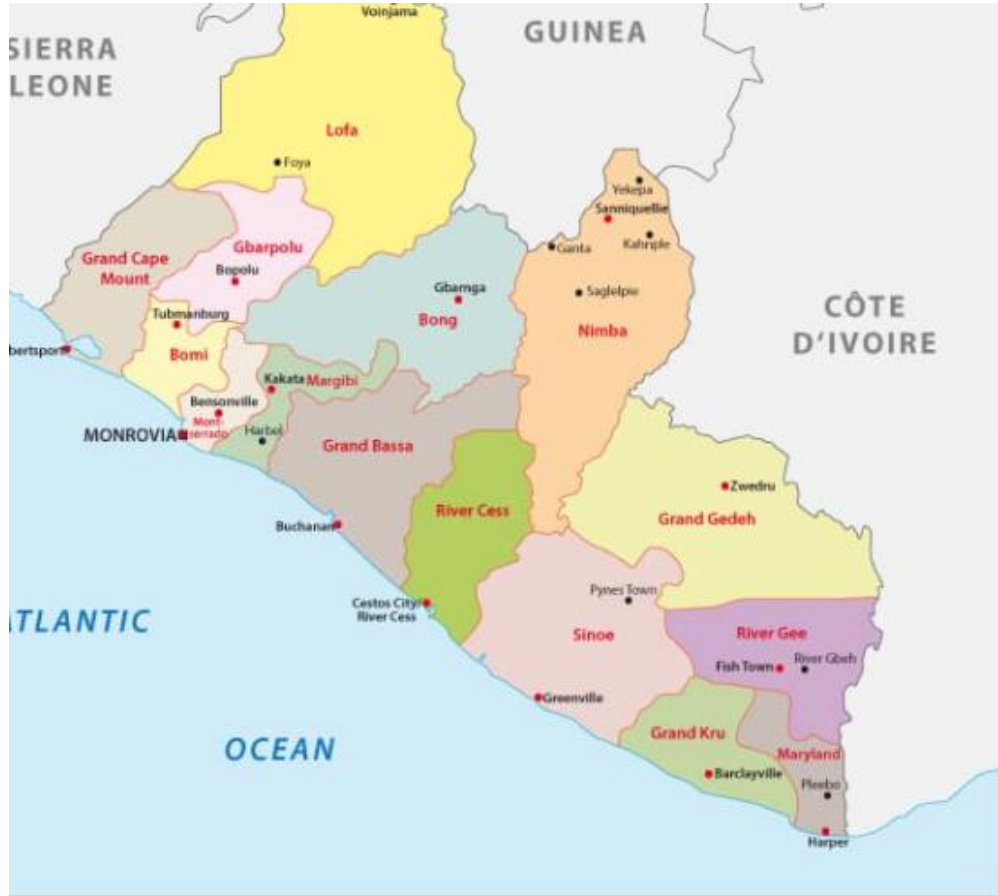 Voinjama
GUINEA
SIERRA
LEONE
Lofa
Foya
Yekepa
Sanniquellie
Gbarpolu
Ganta
Kahnple
Grand Cape
Mount
Bopolu
Gbarnga
Saglelpie
CÔTE
D'IVOIRE
Tubmanburg
Bong
Nimba
bertsport
Bomi
Kakata
Margibi
Bensonville
Mont-
serrado
MONROVIA
Harbel
Grand Bassa
Zwedru
River Cess
Grand Gedeh
Buchanan
Pynes Town
Cestos City/
River Cess
ATLANTIC
Sinoe
River Gee
Fish Town
River Gbeh
Greenville
Grand Kru
OCEAN
Maryland
Barclayville
Pleebo
Harper